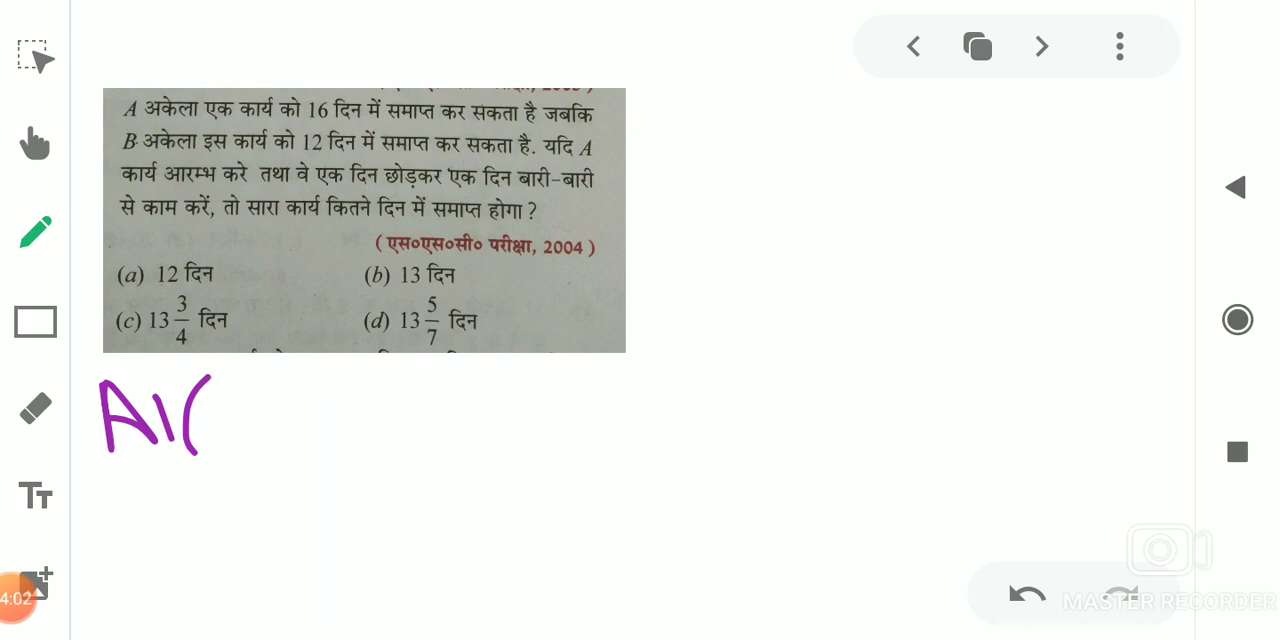 A अकेला एक कार्य को 16 दिन में समाप्त कर सकता है जबकि
B अकेला इस कार्य को 12 दिन में समाप्त कर सकता है. यदि A
कार्य आरम्भ करे तथा वे एक दिन छोड़कर एक दिन बारी-बारी
से काम करें, तो सारा कार्य कितने दिन में समाप्त होगा ?
( एस०एस०सी० परीक्षा, 2004 )
(a) 12 दिन (b) 13 दिन
(c) 13 3/4 दिन (d) 13 5/7 दिन
A1(
Tт
4:02
MASTER RECORDER